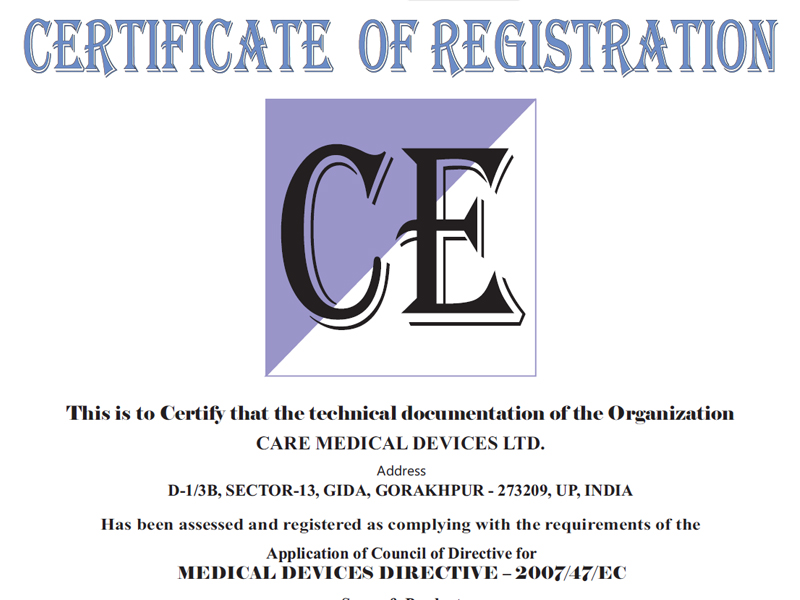 CERTIFICATE OF REGISTRATION
CE
This is to Certify that the technical documentation of the Organization
CARE MEDICAL DEVICES LTD.
Address
D-1/3B, SECTOR-13, GIDA, GORAKHPUR - 273209, UP, INDIA
Has been assessed and registered as complying with the requirements of the
Application of Council of Directive for
MEDICAL DEVICES DIRECTIVE – 2007/47/EC